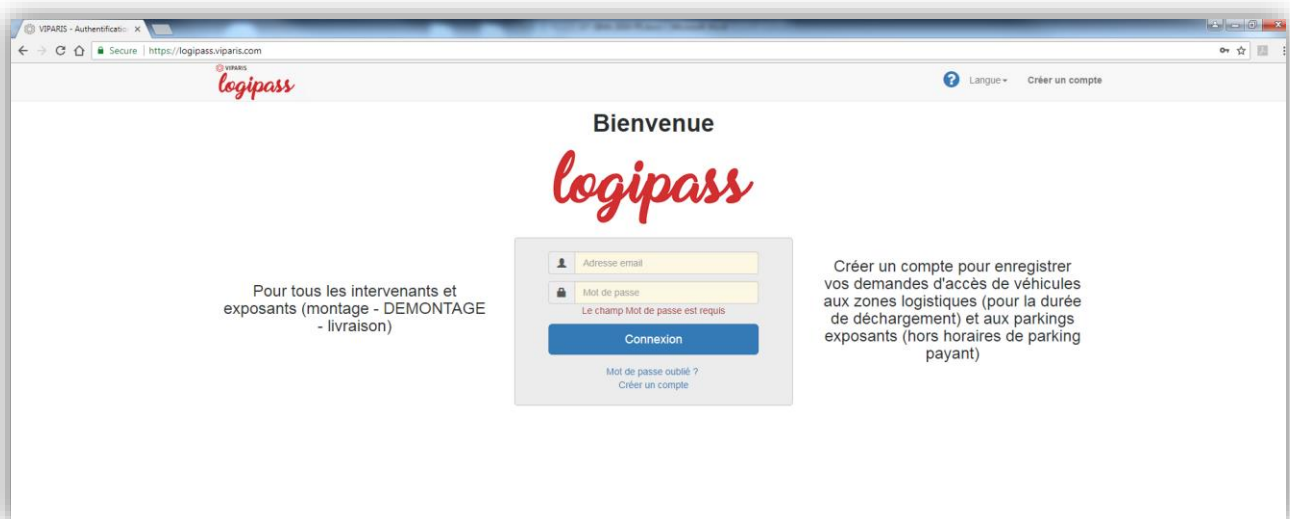 VIPARIS - Authentificatio
Secure | https://logipass.viparis.com
VIPARIS
logipass
? Langue Créer un compte
Bienvenue
logipass
Pour tous les intervenants et
exposants (montage - DEMONTAGE
- livraison)
Adresse email
Mot de passe
Le champ Mot de passe est requis
Connexion
Mot de passe oublié ?
Créer un compte
Créer un compte pour enregistrer
vos demandes d'accès de véhicules
aux zones logistiques (pour la durée
de déchargement) et aux parkings
exposants (hors horaires de parking
payant)